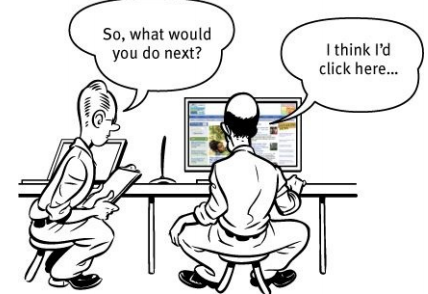 So, what would
you do next?
I think I'd
click here...